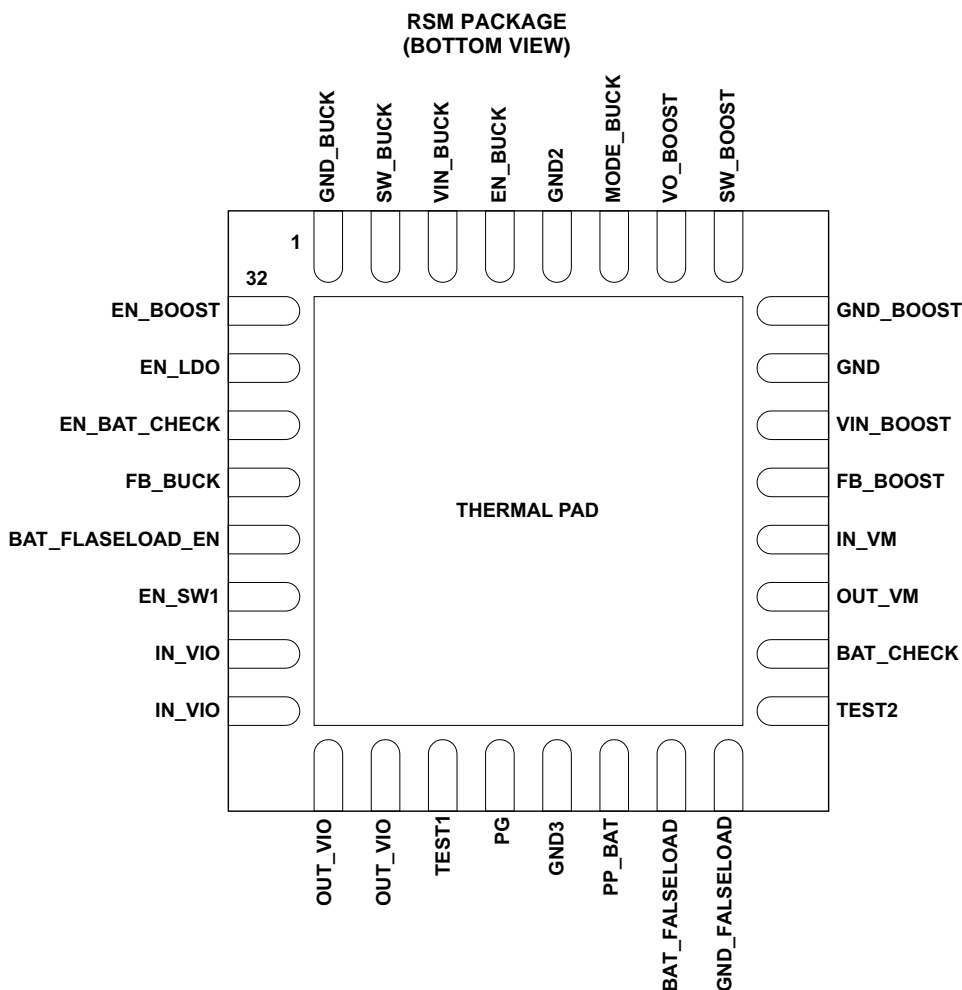 RSM PACKAGE
(BOTTOM VIEW)
GND_BUCK
SW_BUCK
VIN_BUCK
EN_BUCK
GND2
MODE_BUCK
VO_BOOST
SW_BOOST
1
32
EN_BOOST
EN_LDO
EN_BAT_CHECK
FB_BUCK
BAT_FLASELOAD_EN
EN_SW1
IN_VIO
IN_VIO
THERMAL PAD
GND_BOOST
GND
VIN_BOOST
FB_BOOST
IN_VM
OUT_VM
BAT_CHECK
TEST2
OUT_VIO
OUT_VIO
TEST1
PG
GND3
PP_BAT
BAT_FALSELOAD
GND_FALSELOAD